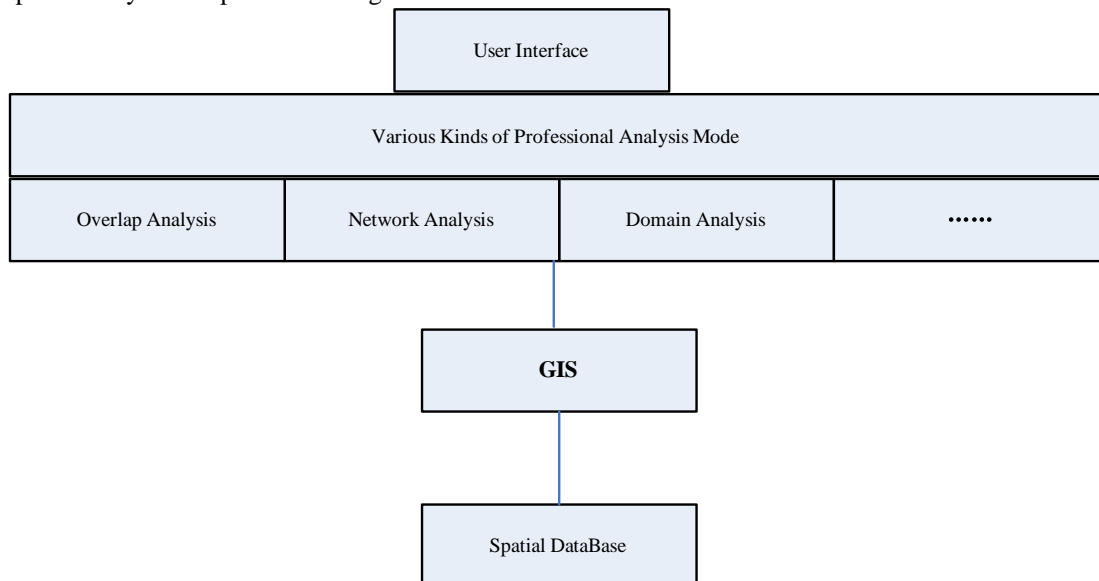 User Interface
Various Kinds of Professional Analysis Mode
Overlap Analysis
Network Analysis
Domain Analysis
……
GIS
Spatial DataBase